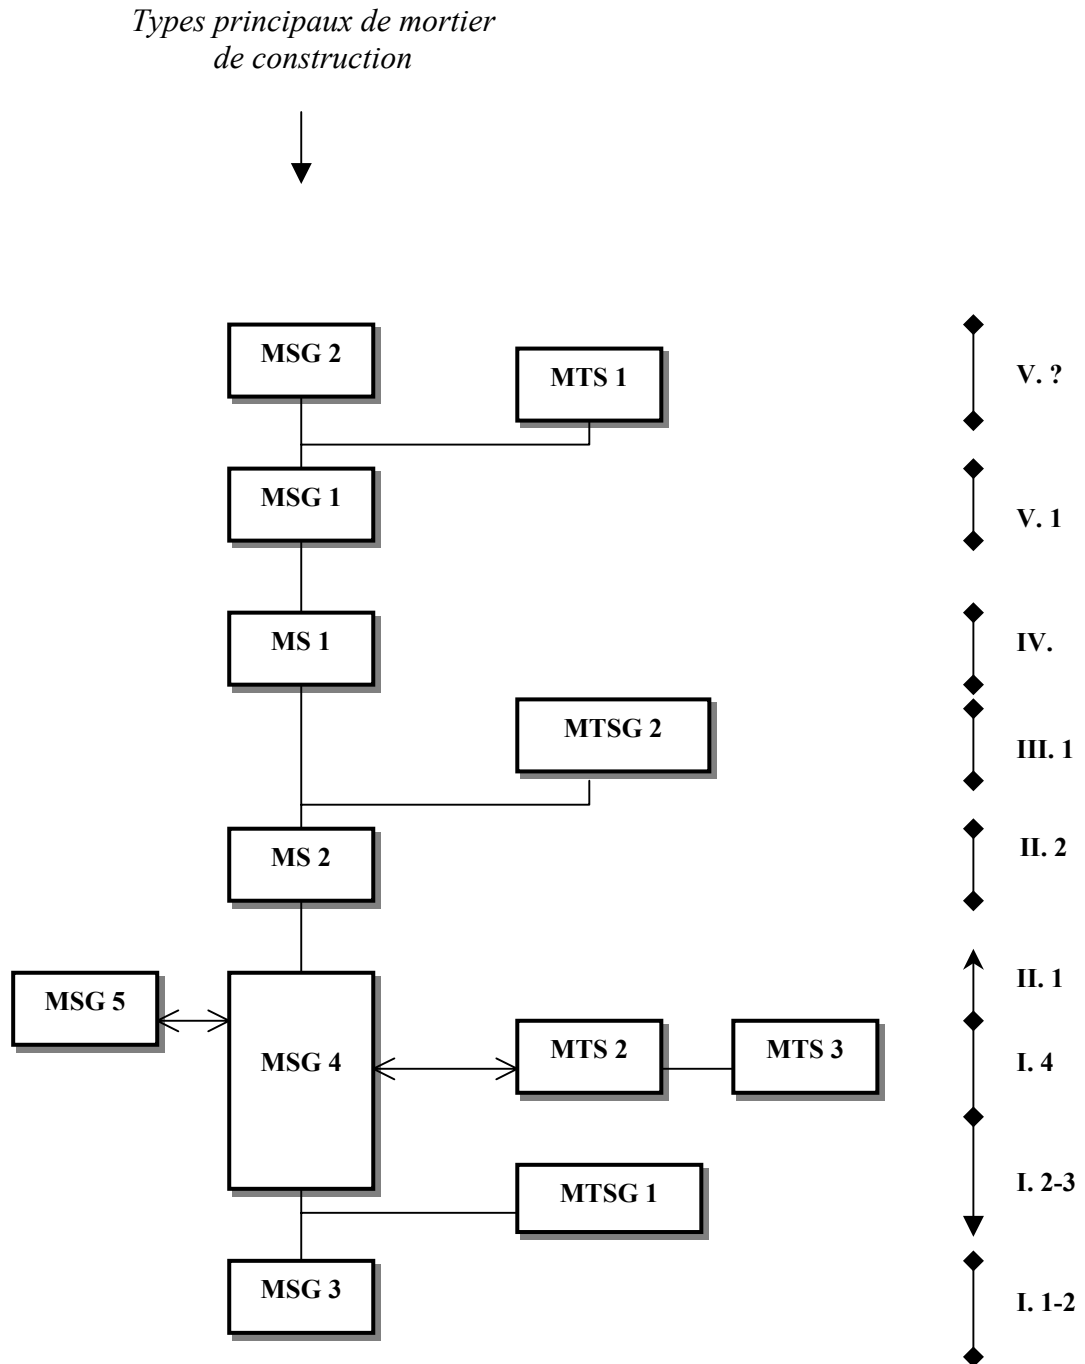 Types principaux de mortier
de construction
MSG 2
MTS 1
V. ?
MSG 1
V. 1
MS 1
IV.
MTSG 2
III. 1
MS 2
II. 2
MSG 5
II. 1
MSG 4
MTS 2
MTS 3
I. 4
MTSG 1
I. 2-3
MSG 3
I. 1-2